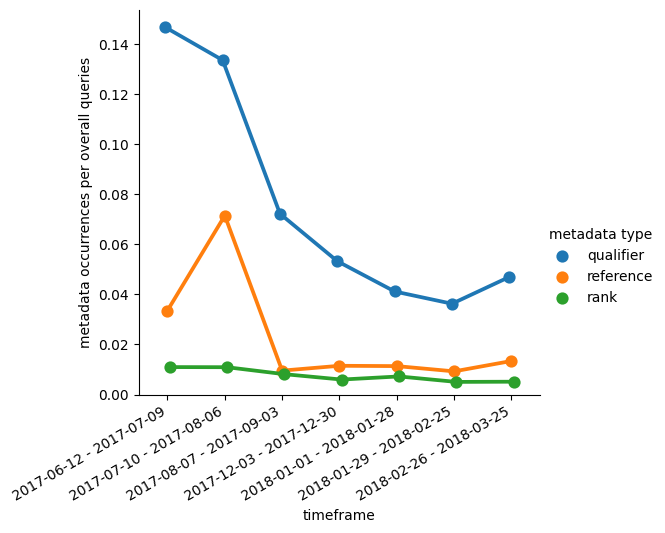 metadata occurrences per overall queries
0.14
0.12
0.10
0.08
0.06
0.04
0.02
0.00
2017-06-12 - 2017-07-09
2017-07-10 - 2017-08-06
2017-08-07 - 2017-09-03
2017-12-03 - 2017-12-30
2018-01-01 - 2018-01-28
2018-01-29 - 2018-02-25
2018-02-26 - 2018-03-25
timeframe
metadata type
qualifier
reference
rank